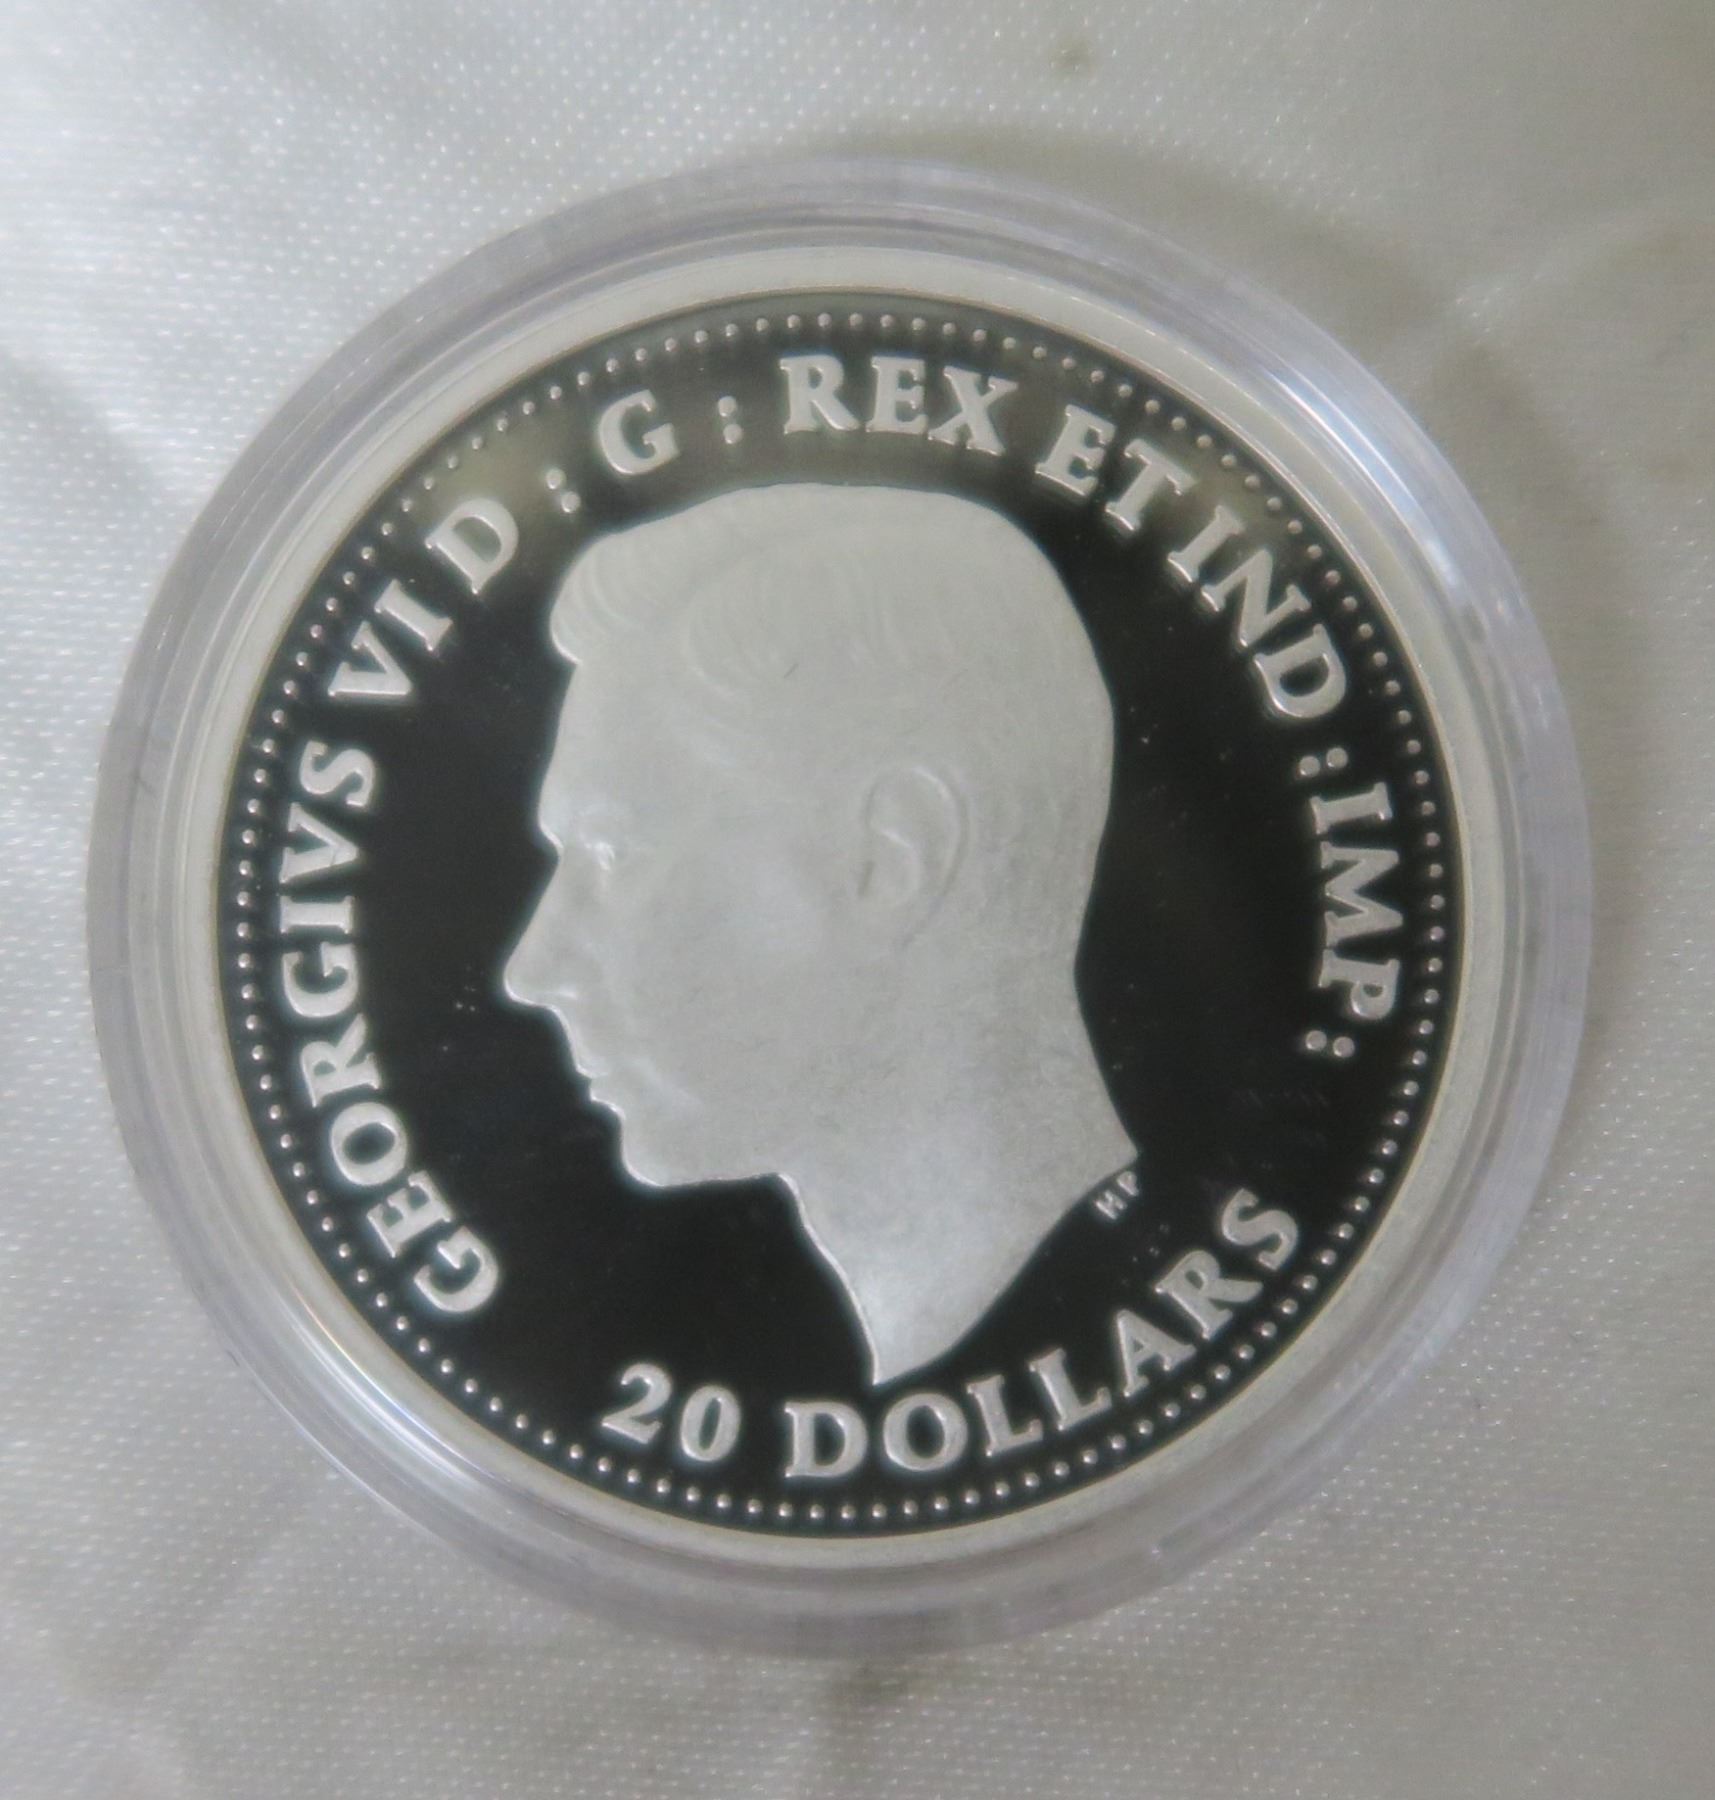 GEORGIVS VI D : G : REX ET IND : IMP :
HP
20 DOLLARS